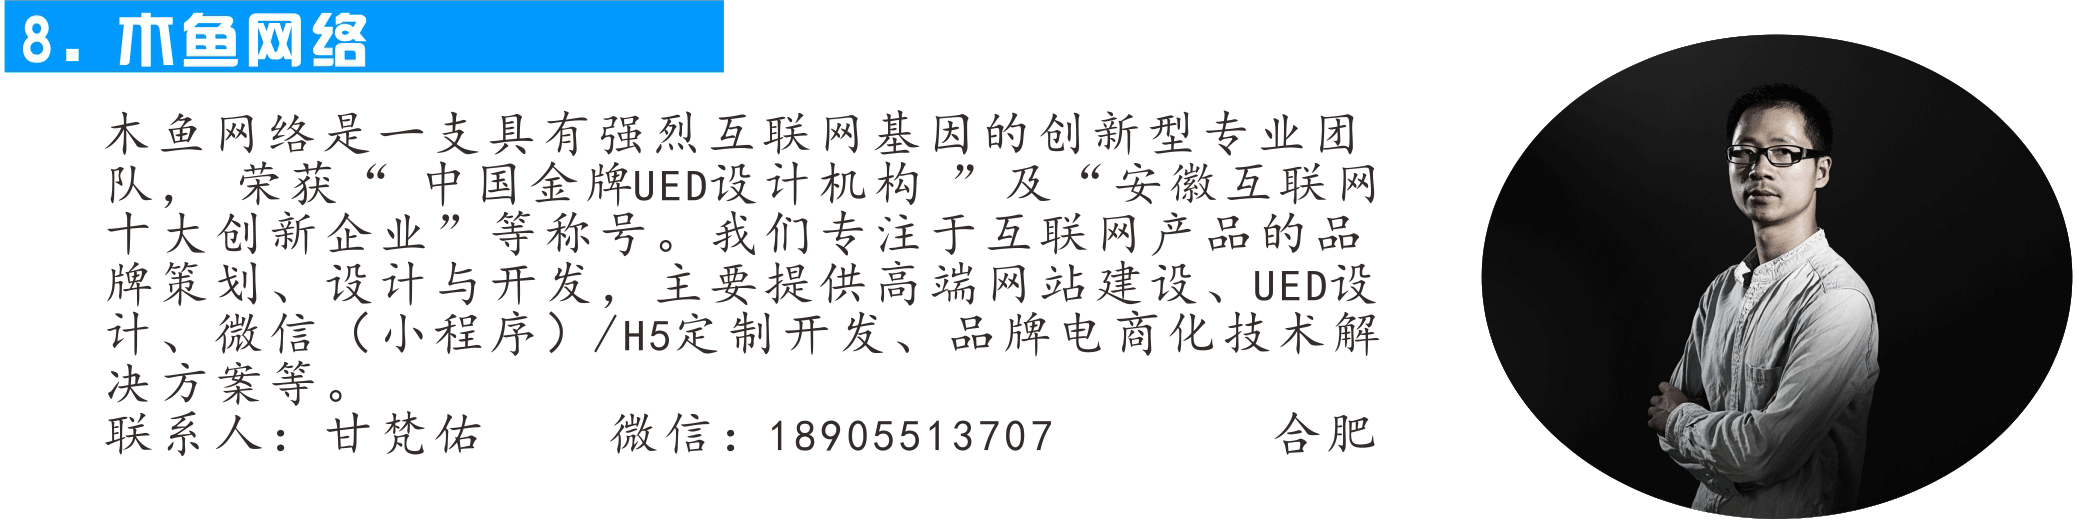 8. 木鱼网络
木鱼网络是一支具有强烈互联网基因的创新型专业团
队， 荣获“ 中国金牌UED设计机构 ”及“安徽互联网
十大创新企业”等称号。我们专注于互联网产品的品
牌策划、设计与开发，主要提供高端网站建设、UED设
计、微信（小程序）/H5定制开发、品牌电商化技术解
决方案等。
联系人：甘梵佑 微信：18905513707 合肥